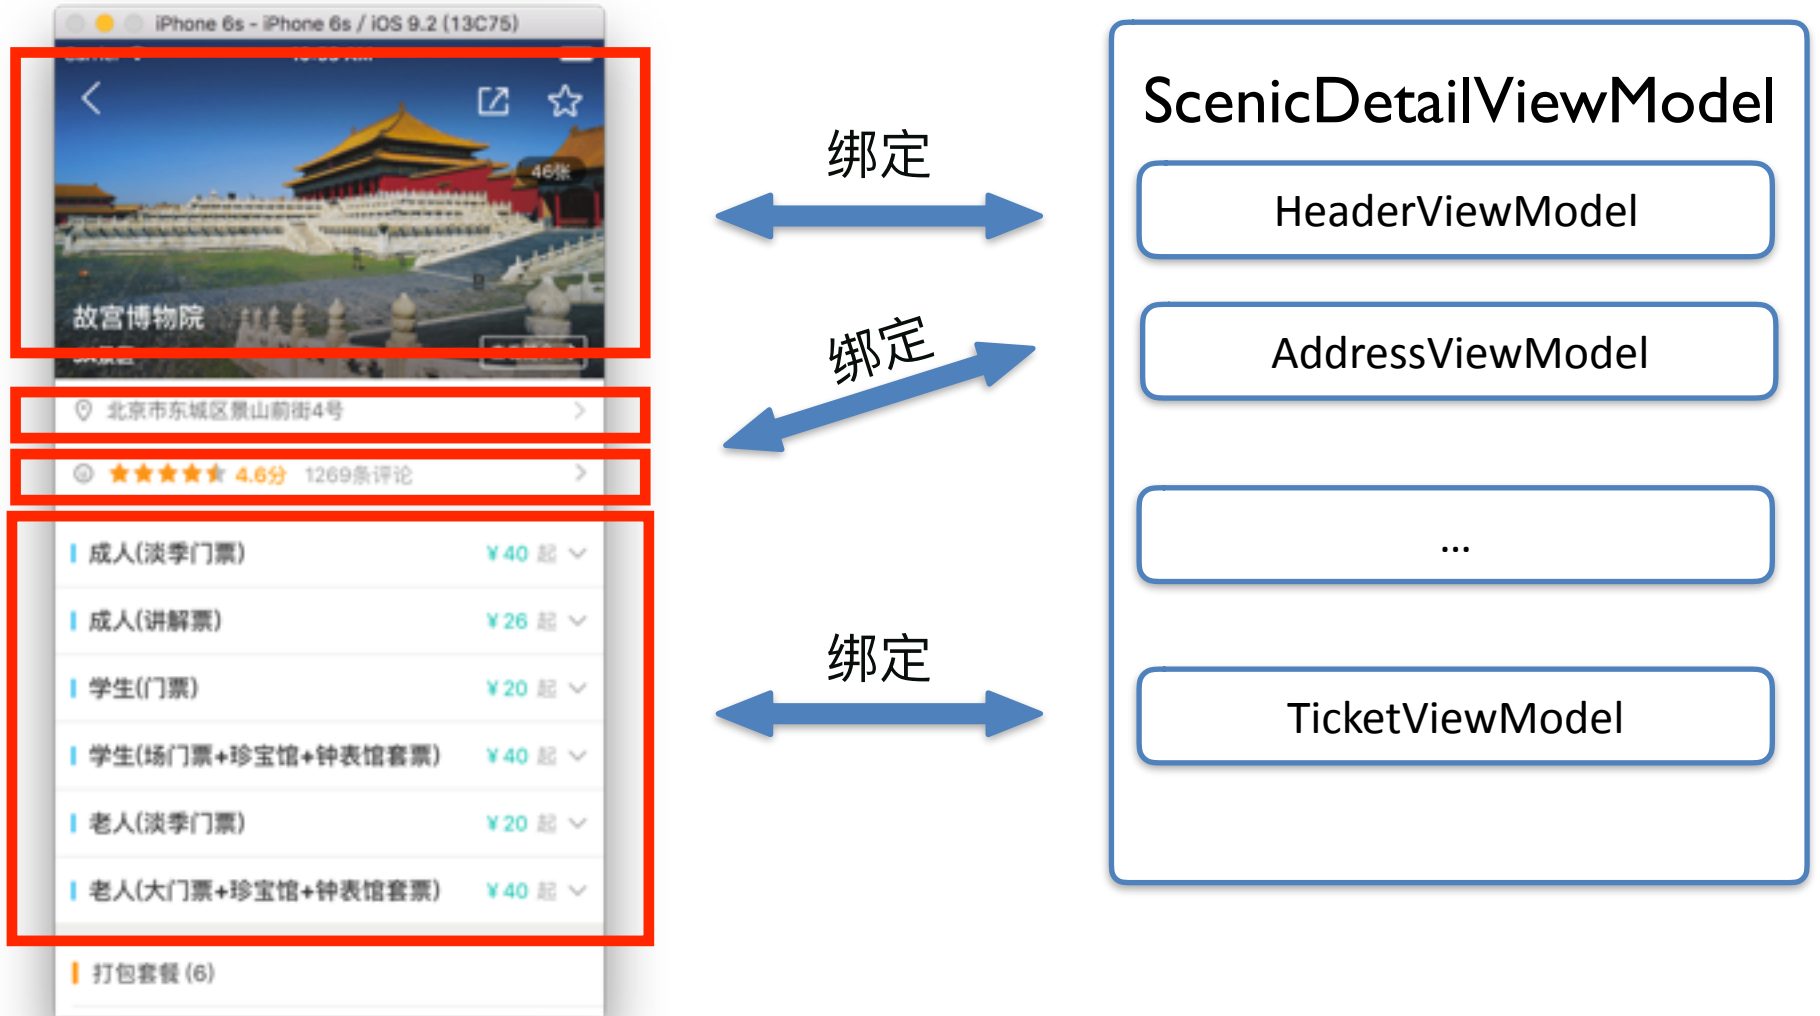 iPhone 6s - iPhone 6s / iOS 9.2 (13C75)
46张
故宫博物院
北京市东城区景山前街4号
4.6分 1269条评论
成人(淡季门票) ¥40 起
成人(讲解票) ¥26 起
学生(门票) ¥20 起
学生(场门票+珍宝馆+钟表馆套票) ¥40 起
老人(淡季门票) ¥20 起
老人(大门票+珍宝馆+钟表馆套票) ¥40 起
打包套餐 (6)
绑定
绑定
绑定
ScenicDetailViewModel
HeaderViewModel
AddressViewModel
...
TicketViewModel